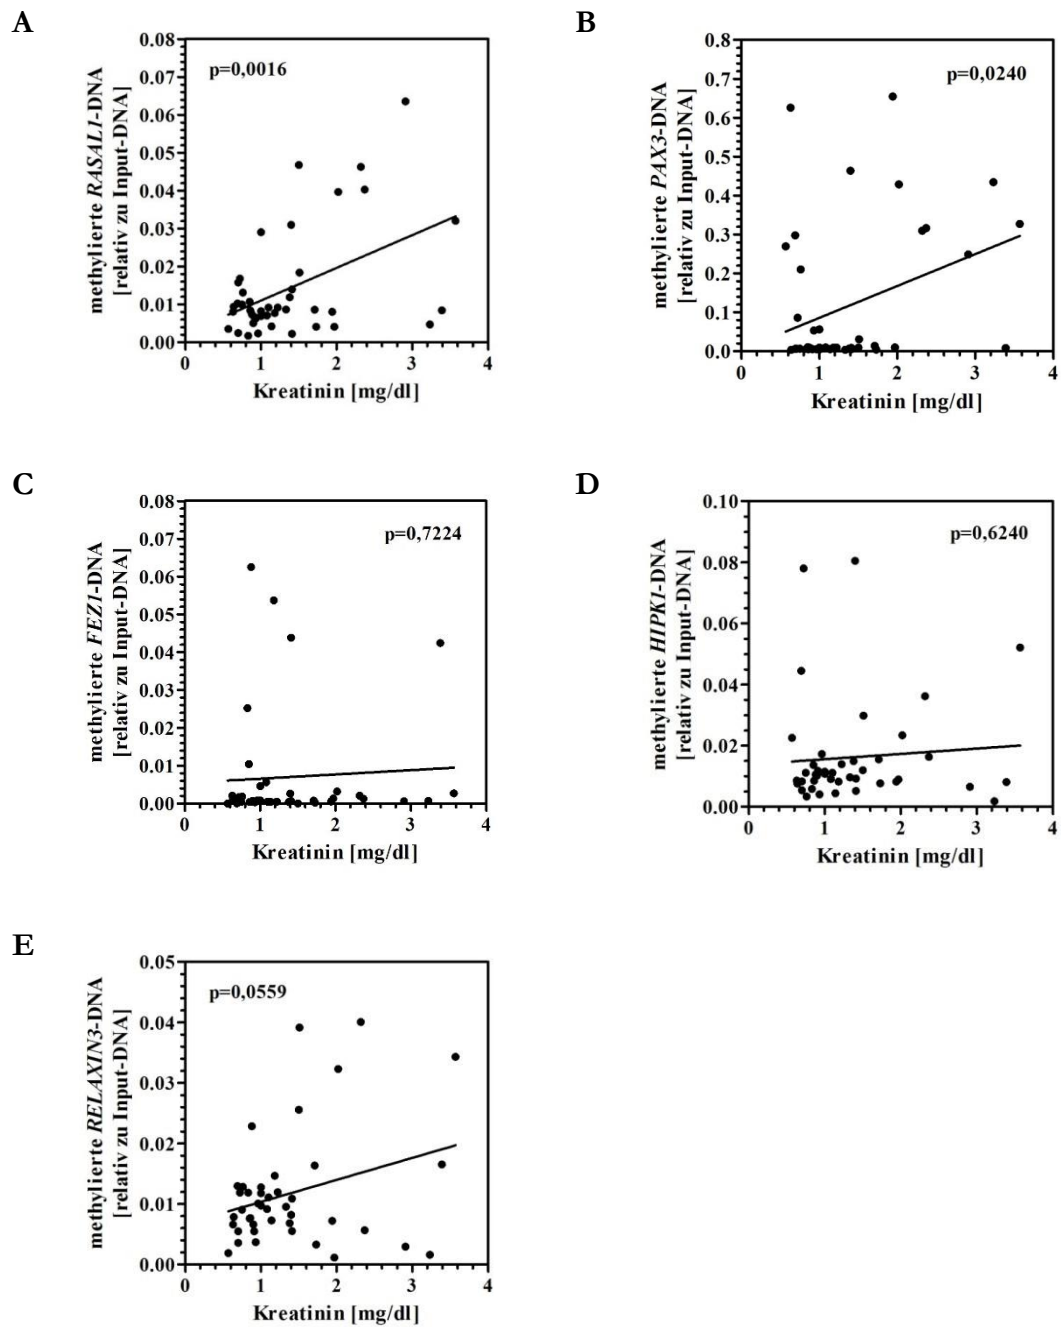 A
methylierte RASAL1-DNA
[relativ zu Input-DNA]
0.08
0.07
0.06
0.05
0.04
0.03
0.02
0.01
0.00
p=0,0016
0 1 2 3 4
Kreatinin [mg/dl]
B
methylierte PAX3-DNA
[relativ zu Input-DNA]
0.8
0.7
0.6
0.5
0.4
0.3
0.2
0.1
0.0
p=0,0240
0 1 2 3 4
Kreatinin [mg/dl]
C
methylierte FEZ1-DNA
[relativ zu Input-DNA]
0.08
0.07
0.06
0.05
0.04
0.03
0.02
0.01
0.00
p=0,7224
0 1 2 3 4
Kreatinin [mg/dl]
D
methylierte HIPK1-DNA
[relativ zu Input-DNA]
0.10
0.08
0.06
0.04
0.02
0.00
p=0,6240
0 1 2 3 4
Kreatinin [mg/dl]
E
methylierte RELAXIN3-DNA
[relativ zu Input-DNA]
0.05
0.04
0.03
0.02
0.01
0.00
p=0,0559
0 1 2 3 4
Kreatinin [mg/dl]